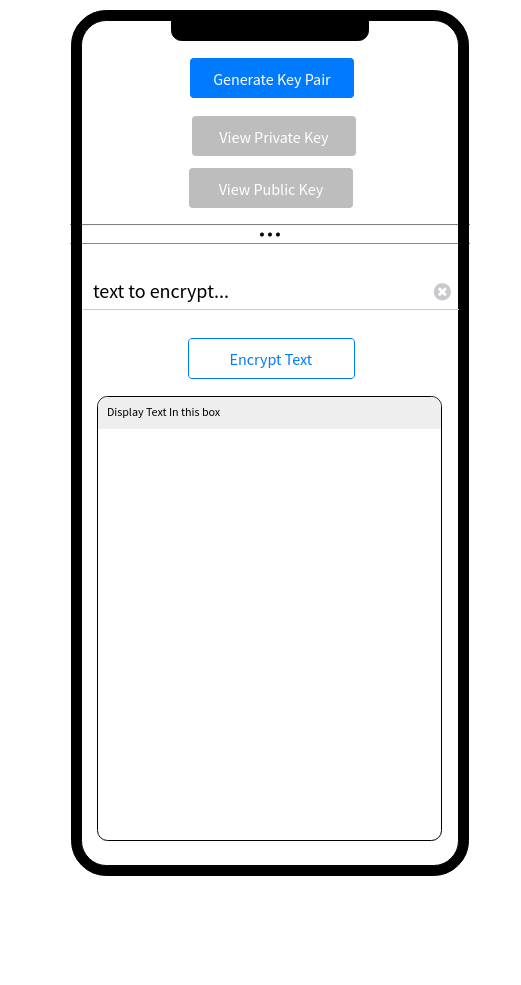 Generate Key Pair
View Private Key
View Public Key
...
text to encrypt...
Encrypt Text
Display Text In this box